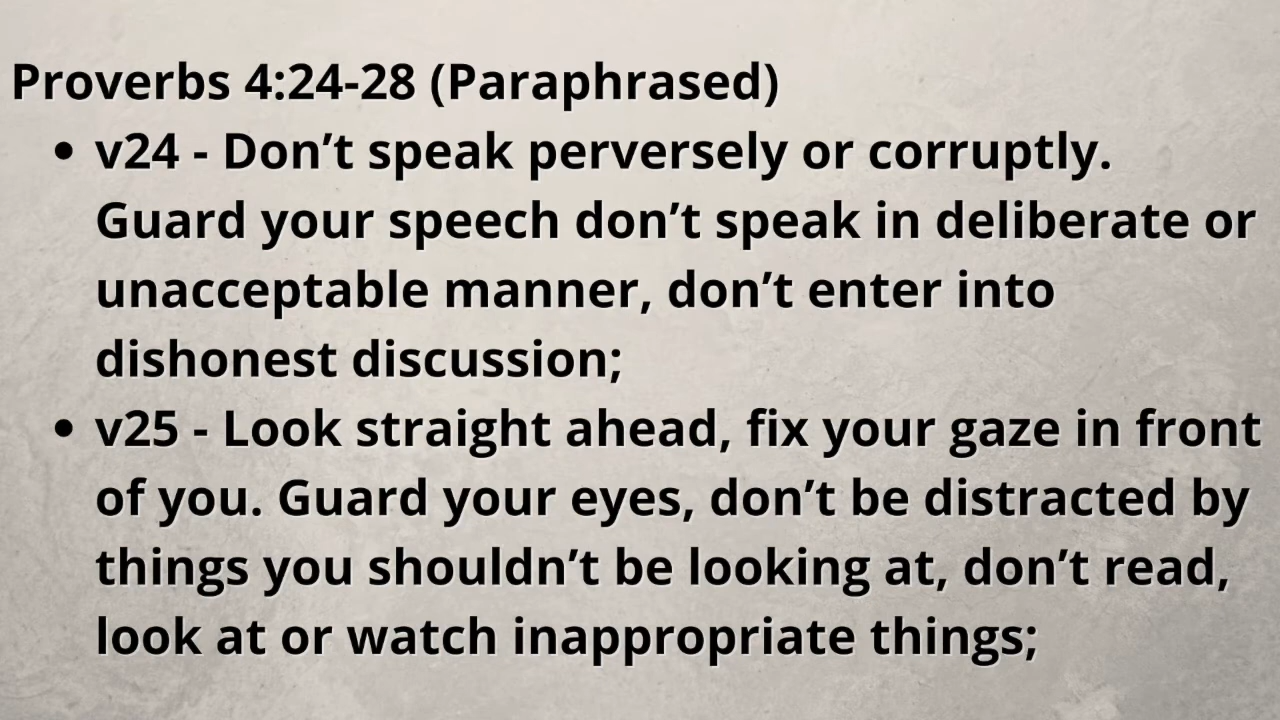 Proverbs 4:24-28 (Paraphrased)
• v24 - Don’t speak perversely or corruptly.
Guard your speech don’t speak in deliberate or
unacceptable manner, don’t enter into
dishonest discussion;
• v25 - Look straight ahead, fix your gaze in front
of you. Guard your eyes, don’t be distracted by
things you shouldn’t be looking at, don’t read,
look at or watch inappropriate things;